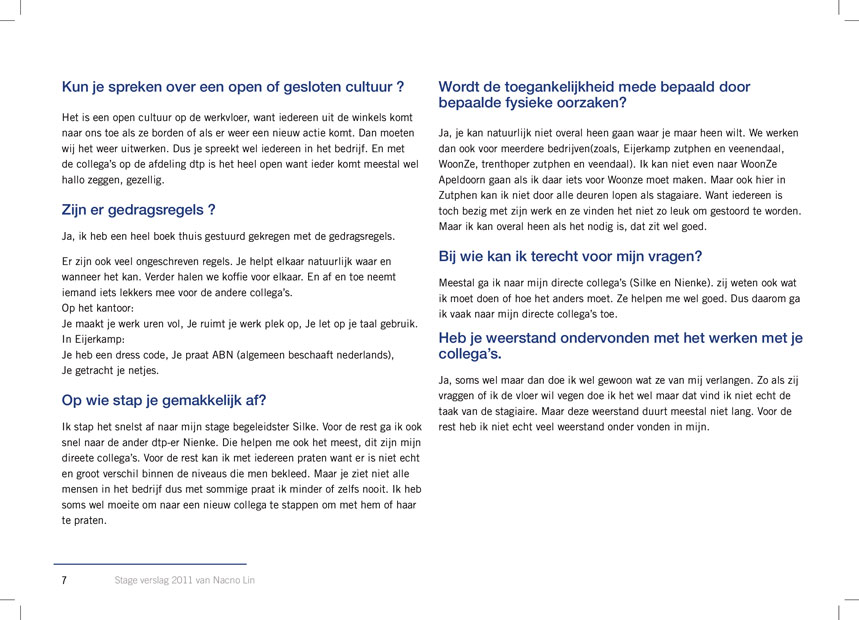 Kun je spreken over een open of gesloten cultuur ?
Het is een open cultuur op de werkvloer, want iedereen uit de winkels komt
naar ons toe als ze borden of als er weer een nieuw actie komt. Dan moeten
wij het weer uitwerken. Dus je spreekt wel iedereen in het bedrijf. En met
de collega's op de afdeling dtp is het heel open want ieder komt meestal wel
hallo zeggen, gezellig.
Zijn er gedragsregels ?
Ja, ik heb een heel boek thuis gestuurd gekregen met de gedragsregels.
Er zijn ook veel ongeschreven regels. Je helpt elkaar natuurlijk waar en
wanneer het kan. Verder halen we koffie voor elkaar. En af en toe neemt
iemand iets lekkers mee voor de andere collega's.
Op het kantoor:
Je maakt je werk uren vol, Je ruimt je werk plek op, Je let op je taal gebruik.
In Eijerkamp:
Je heb een dress code, Je praat ABN (algemeen beschaaft nederlands),
Je getracht je netjes.
Op wie stap je gemakkelijk af?
Ik stap het snelst af naar mijn stage begeleidster Silke. Voor de rest ga ik ook
snel naar de ander dtp-er Nienke. Die helpen me ook het meest, dit zijn mijn
direete collega's. Voor de rest kan ik met iedereen praten want er is niet echt
en groot verschil binnen de niveaus die men bekleed. Maar je ziet niet alle
mensen in het bedrijf dus met sommige praat ik minder of zelfs nooit. Ik heb
soms wel moeite om naar een nieuw collega te stappen om met hem of haar
te praten.
Wordt de toegankelijkheid mede bepaald door
bepaalde fysieke oorzaken?
Ja, je kan natuurlijk niet overal heen gaan waar je maar heen wilt. We werken
dan ook voor meerdere bedrijven(zoals, Eijerkamp zutphen en veenendaal,
WoonZe, trenthoper zutphen en veendaal). Ik kan niet even naar WoonZe
Apeldoorn gaan als ik daar iets voor Woonze moet maken. Maar ook hier in
Zutphen kan ik niet door alle deuren lopen als stagaiare. Want iedereen is
toch bezig met zijn werk en ze vinden het niet zo leuk om gestoord te worden.
Maar ik kan overal heen als het nodig is, dat zit wel goed.
Bij wie kan ik terecht voor mijn vragen?
Meestal ga ik naar mijn directe collega's (Silke en Nienke). zij weten ook wat
ik moet doen of hoe het anders moet. Ze helpen me wel goed. Dus daarom ga
ik vaak naar mijn directe collega's toe.
Heb je weerstand ondervonden met het werken met je
collega's.
Ja, soms wel maar dan doe ik wel gewoon wat ze van mij verlangen. Zo als zij
vraggen of ik de vloer wil vegen doe ik het wel maar dat vind ik niet echt de
taak van de stagiaire. Maar deze weerstand duurt meestal niet lang. Voor de
rest heb ik niet echt veel weerstand onder vonden in mijn.
7
Stage verslag 2011 van Nacno Lin